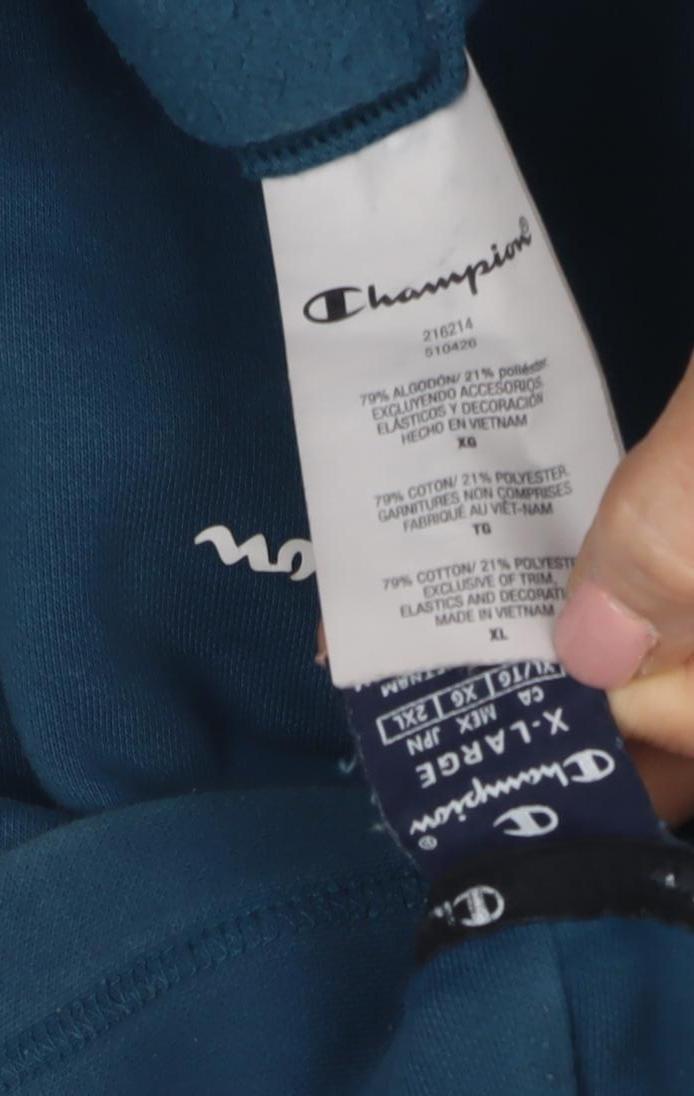 Champion®
216214
510426
79% ALGODÓN/ 21% poliéster
EXCLUYENDO ACCESORIOS
ELÁSTICOS Y DECORACIÓN
HECHO EN VIETNAM
XG
79% COTON/ 21% POLYESTER
GARNITURES NON COMPRISES
FABRIQUÉ AU VIÊT-NAM
TG
79% COTTON/ 21% POLYESTE
EXCLUSIVE OF TRIM,
ELASTICS AND DECORATI
MADE IN VIETNAM
XL
Champion®
X-LARGE
CA MEX JPN
XL/TG XG 2XL